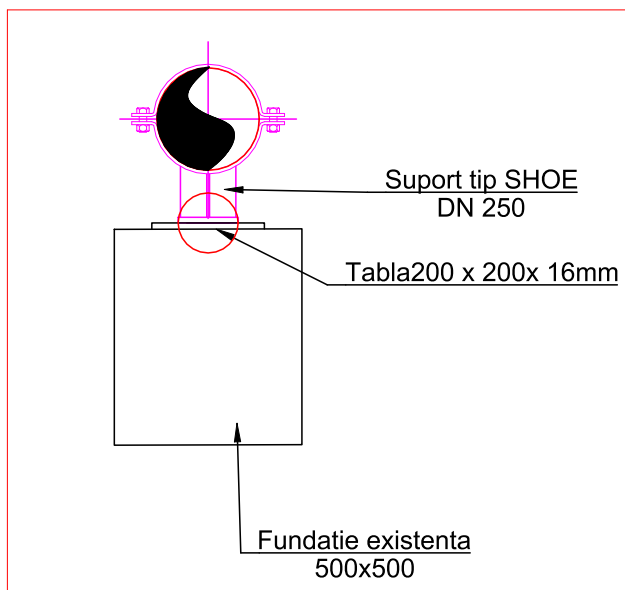 Suport tip SHOE
DN 250
Tabla200 x 200x 16mm
Fundatie existenta
500x500